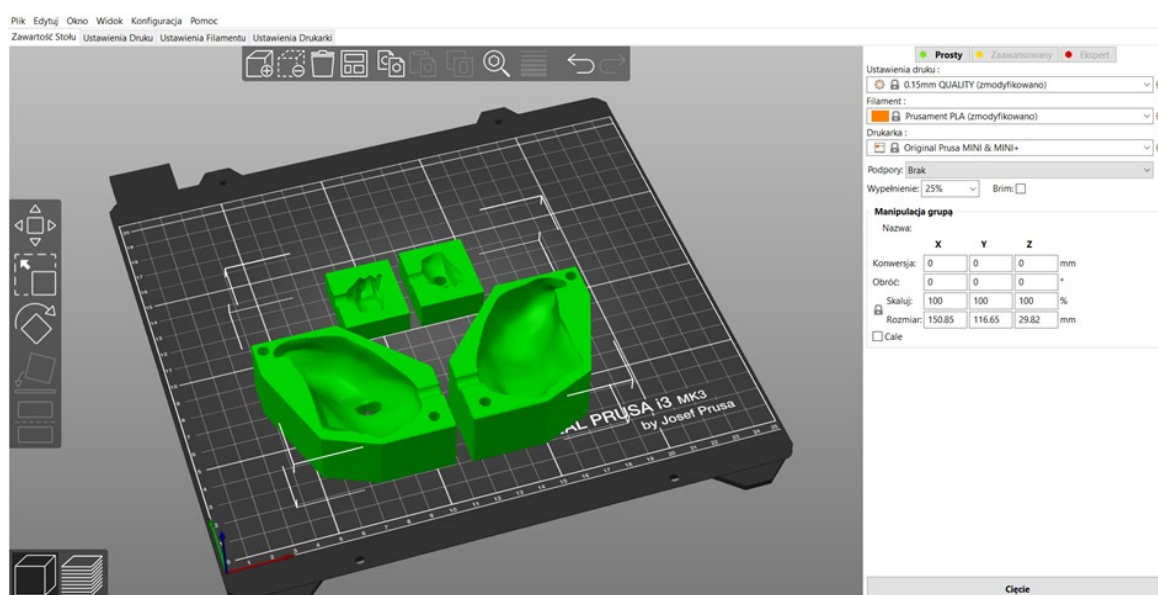 Plik Edytuj Okno Widok Konfiguracja Pomoc
Zawartość Stołu Ustawienia Druku Ustawienia Filamentu Ustawienia Drukarki
Prosty Zaawansowany Ekspert
Ustawienia druku :
0.15mm QUALITY (zmodyfikowano)
Filament :
Prusament PLA (zmodyfikowano)
Drukarka :
Original Prusa MINI & MINI+
Podpory: Brak
Wypełnienie: 25% Brim:
Manipulacja grupą
Nazwa:
X Y Z
Konwersja: 0 0 0 mm
Obróć: 0 0 0 °
Skaluj: 100 100 100 %
Rozmiar: 150.85 116.65 29.82 mm
Cale
AL PRUSA i3 MK3
by Josef Prusa
Cięcie